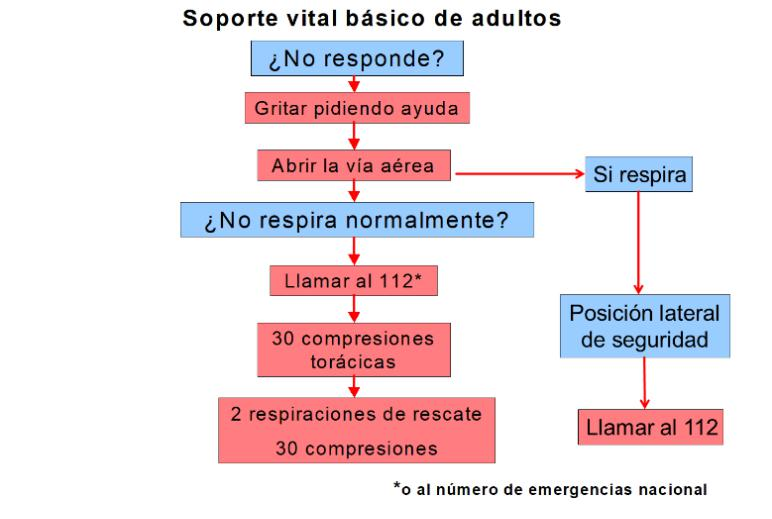 Soporte vital básico de adultos
¿No responde?
Gritar pidiendo ayuda
Abrir la vía aérea
Si respira
¿No respira normalmente?
Llamar al 112*
Posición lateral
de seguridad
30 compresiones
torácicas
2 respiraciones de rescate
30 compresiones
Llamar al 112
*o al número de emergencias nacional